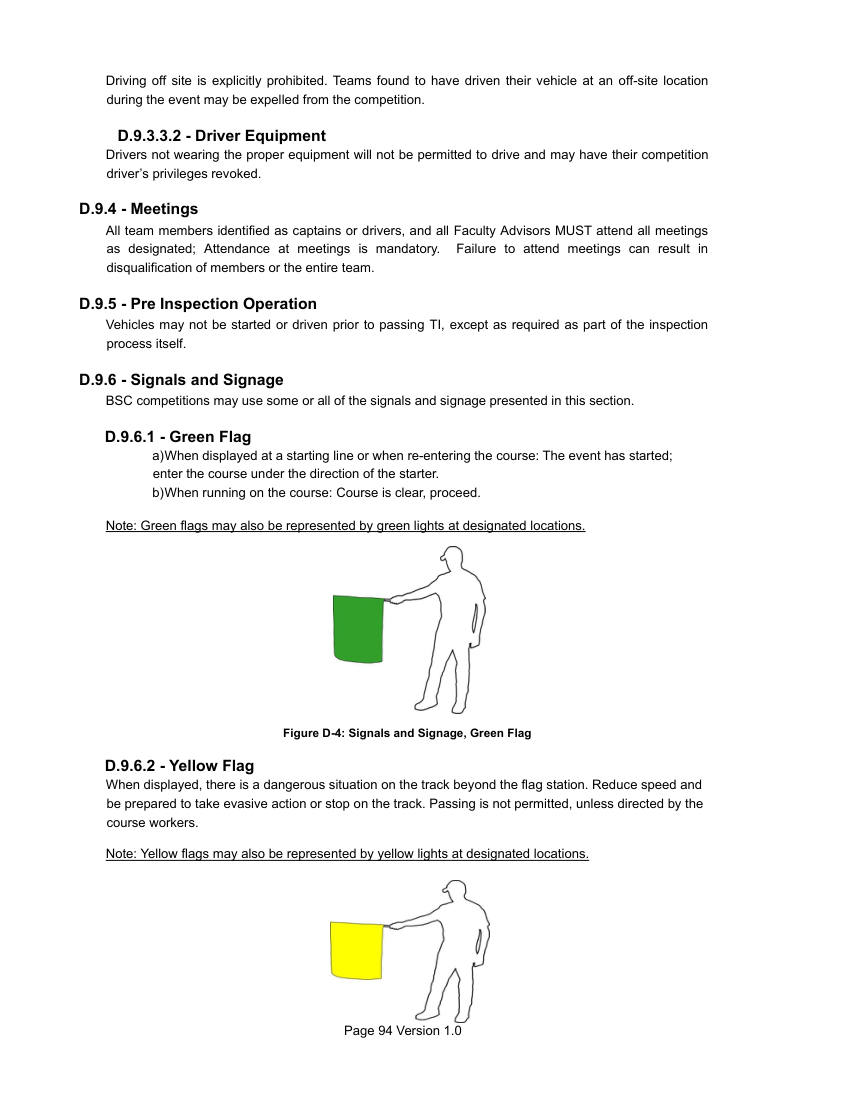 Driving off site is explicitly prohibited. Teams found to have driven their vehicle at an off-site location
during the event may be expelled from the competition.
D.9.3.3.2 - Driver Equipment
Drivers not wearing the proper equipment will not be permitted to drive and may have their competition
driver's privileges revoked.
D.9.4 - Meetings
All team members identified as captains or drivers, and all Faculty Advisors MUST attend all meetings
as designated; Attendance at meetings is mandatory.  Failure to attend meetings can result in
disqualification of members or the entire team.
D.9.5 - Pre Inspection Operation
Vehicles may not be started or driven prior to passing TI, except as required as part of the inspection
process itself.
D.9.6 - Signals and Signage
BSC competitions may use some or all of the signals and signage presented in this section.
D.9.6.1 - Green Flag
a)When displayed at a starting line or when re-entering the course: The event has started;
enter the course under the direction of the starter.
b)When running on the course: Course is clear, proceed.
Note: Green flags may also be represented by green lights at designated locations.
Figure D-4: Signals and Signage, Green Flag
D.9.6.2 - Yellow Flag
When displayed, there is a dangerous situation on the track beyond the flag station. Reduce speed and
be prepared to take evasive action or stop on the track. Passing is not permitted, unless directed by the
course workers.
Note: Yellow flags may also be represented by yellow lights at designated locations.
Page 94 Version 1.0